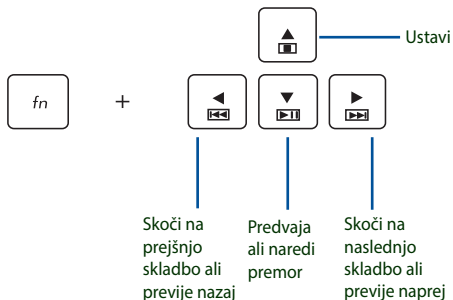 Ustavi
fn
+
Skoči na
prejšnjo
skladbo ali
previje nazaj
Predvaja
ali naredi
premor
Skoči na
naslednjo
skladbo ali
previje naprej